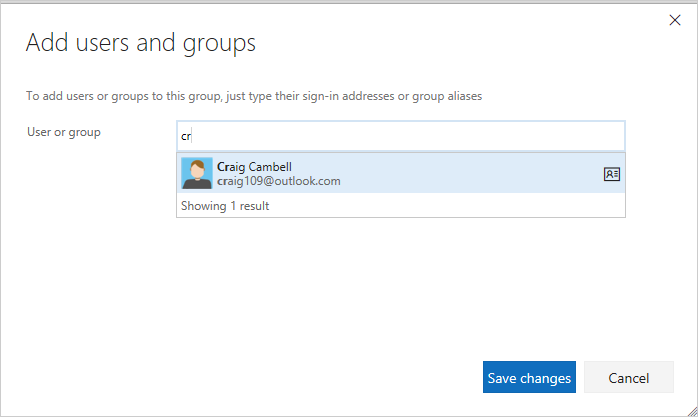 Add users and groups
To add users or groups to this group, just type their sign-in addresses or group aliases
User or group
cr
Craig Cambell
craig109@outlook.com
Showing 1 result
Save changes
Cancel